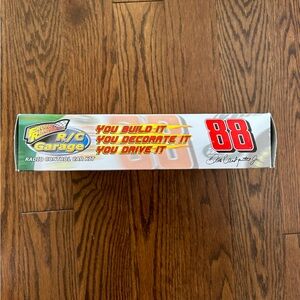 R/C
Garage
RADIO CONTROL CAR KIT
YOU BUILD IT
YOU DECORATE IT
YOU DRIVE IT
88